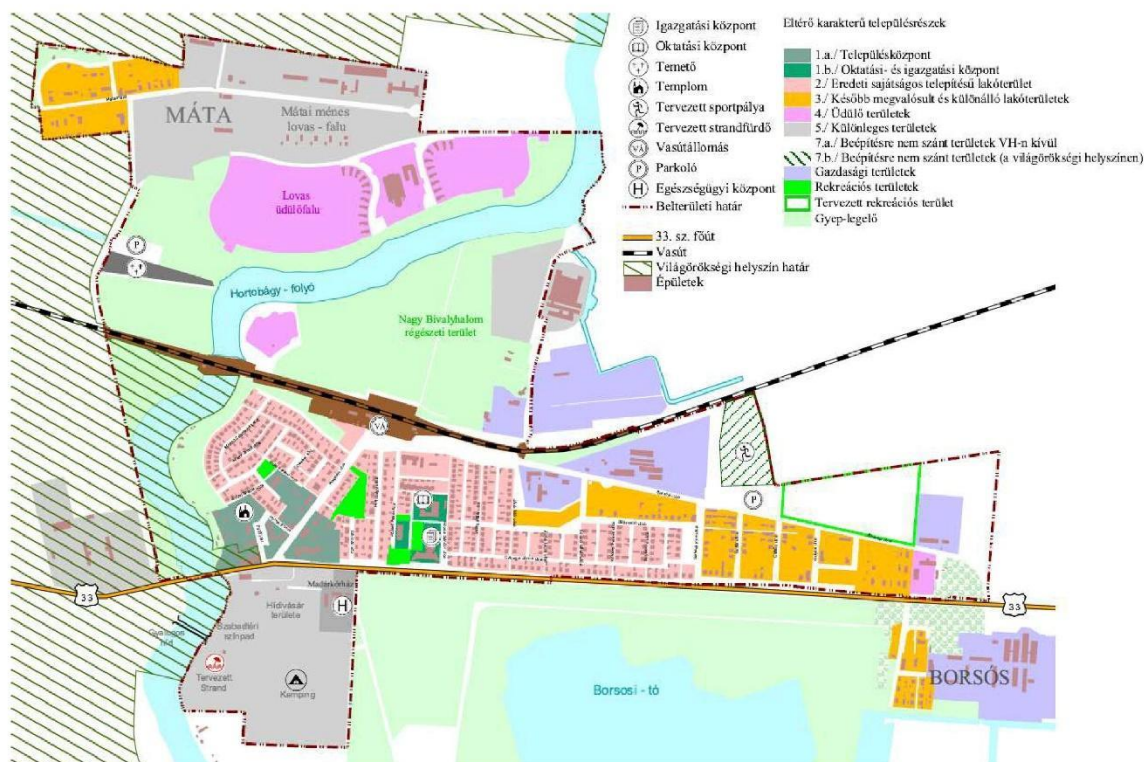 Igazgatási központ
Oktatási központ
Temető
Templom
Tervezett sportpálya
Tervezett strandfürdő
VÁ Vasútállomás
P Parkoló
H Egészségügyi központ
Belterületi határ
33. sz. főút
Vasút
Világörökségi helyszín határ
Épületek
Eltérő karakterű településrészek
1.a./ Településközpont
1.b./ Oktatási- és igazgatási központ
2./ Eredeti sajátságos telepítésű lakóterület
3./ Később megvalósult és különálló lakóterületek
4./ Üdülő területek
5./ Különleges területek
7.a./ Beépítésre nem szánt területek VH-n kívül
7.b./ Beépítésre nem szánt területek (a világörökségi helyszínen)
Gazdasági területek
Rekreációs területek
Tervezett rekreációs terület
Gyep-legelő
MÁTA
Mátai ménes
lovas - falu
Lovas
üdülőfalu
P
Hortobágy - folyó
Nagy Bivalyhalom
régészeti terület
VÁ
P
33
Madárkórház
H
Hídivásár
területe
Szabadtéri
színpad
Gyalogos
híd
Tervezett
Strand
Kemping
Borsosi - tó
33
BORSÓS